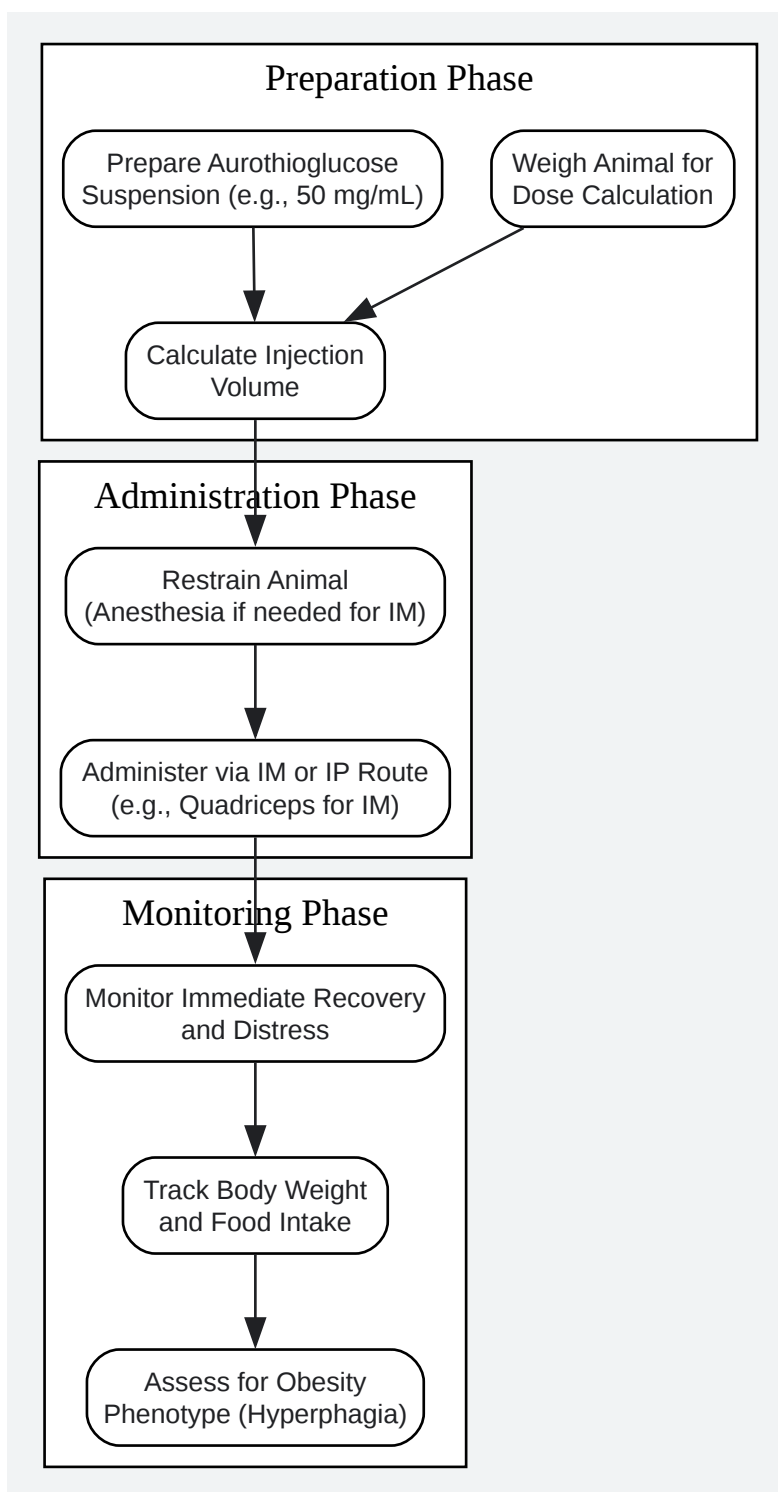 Preparation Phase
Prepare Aurothioglucose
Suspension (e.g., 50 mg/mL)
Weigh Animal for
Dose Calculation
Calculate Injection
Volume
Administration Phase
Restrain Animal
(Anesthesia if needed for IM)
Administer via IM or IP Route
(e.g., Quadriceps for IM)
Monitoring Phase
Monitor Immediate Recovery
and Distress
Track Body Weight
and Food Intake
Assess for Obesity
Phenotype (Hyperphagia)